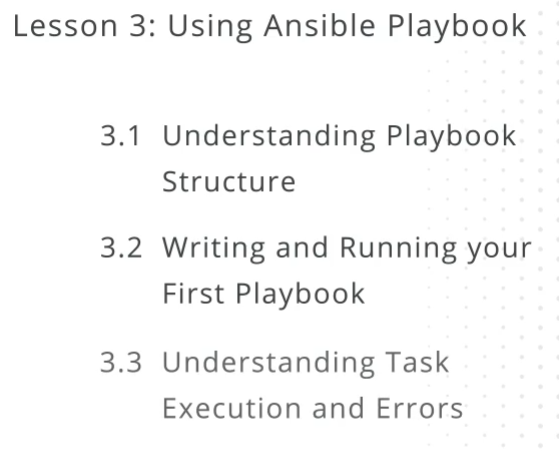 Lesson 3: Using Ansible Playbook
3.1 Understanding Playbook
Structure
3.2 Writing and Running your
First Playbook
3.3 Understanding Task
Execution and Errors